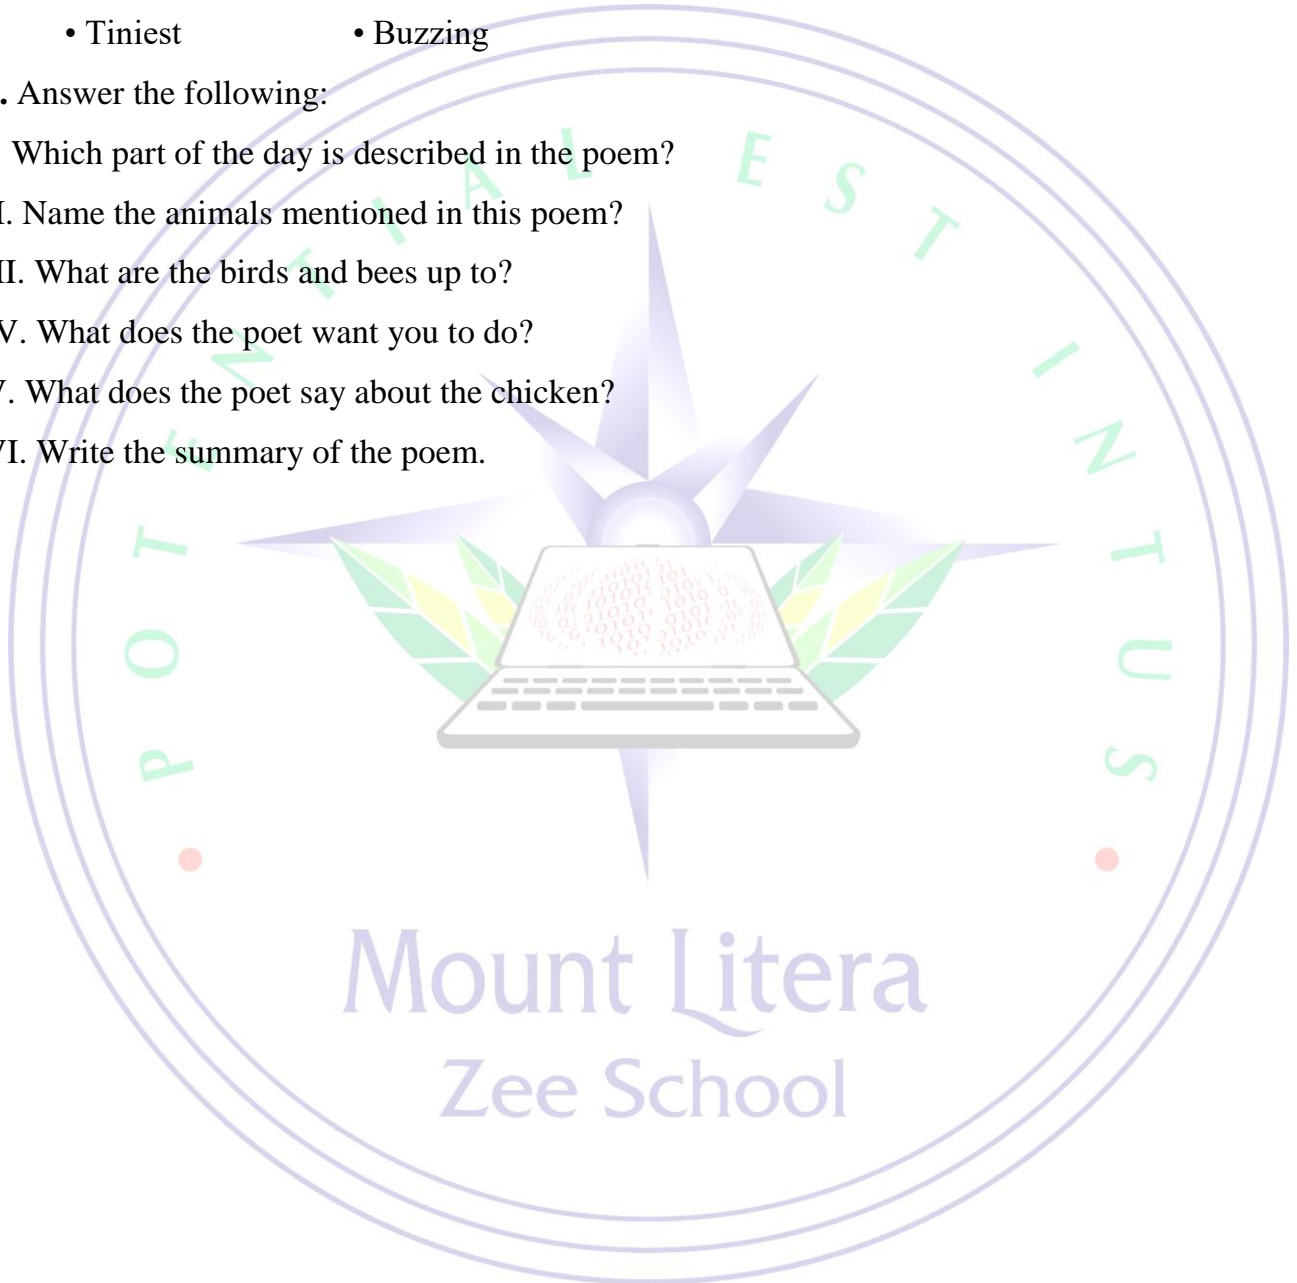 • Tiniest • Buzzing
. Answer the following:
Which part of the day is described in the poem?
I. Name the animals mentioned in this poem?
II. What are the birds and bees up to?
V. What does the poet want you to do?
V. What does the poet say about the chicken?
VI. Write the summary of the poem.
POTENTIAL EST INTUS
Mount Litera
Zee School